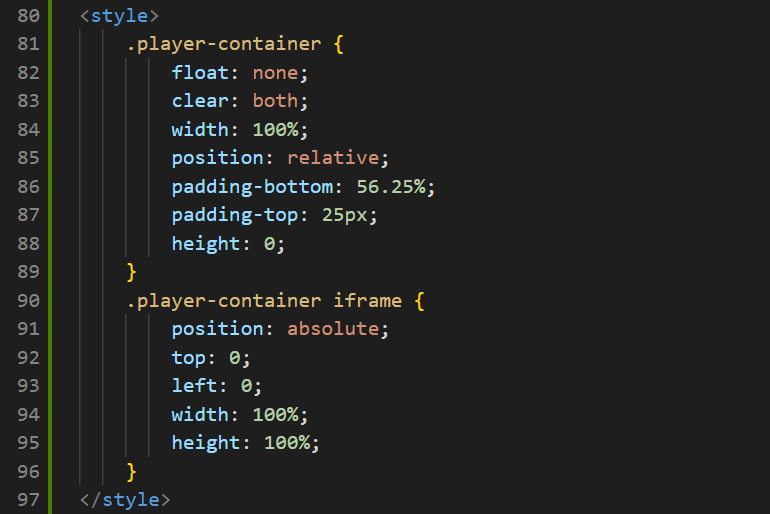 80 <style>
81 .player-container {
82 float: none;
83 clear: both;
84 width: 100%;
85 position: relative;
86 padding-bottom: 56.25%;
87 padding-top: 25px;
88 height: 0;
89 }
90 .player-container iframe {
91 position: absolute;
92 top: 0;
93 left: 0;
94 width: 100%;
95 height: 100%;
96 }
97 </style>